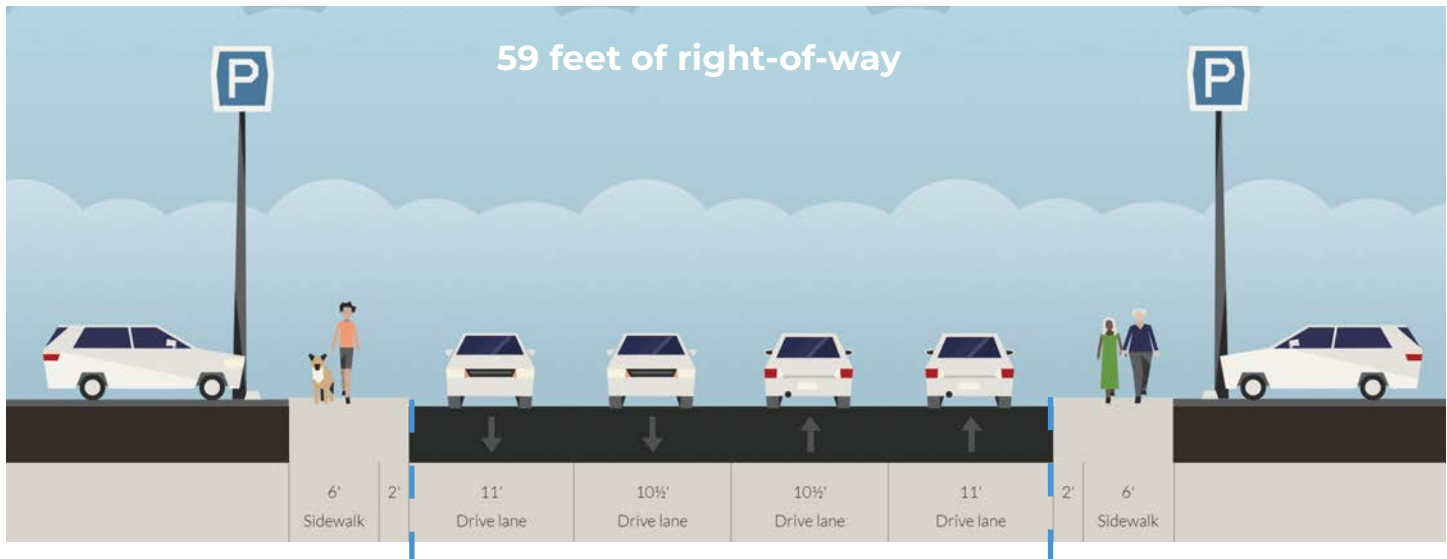 59 feet of right-of-way
P
P
6' 2' 11' 10½' 10½' 11' 2' 6'
Sidewalk Drive lane Drive lane Drive lane Drive lane Sidewalk